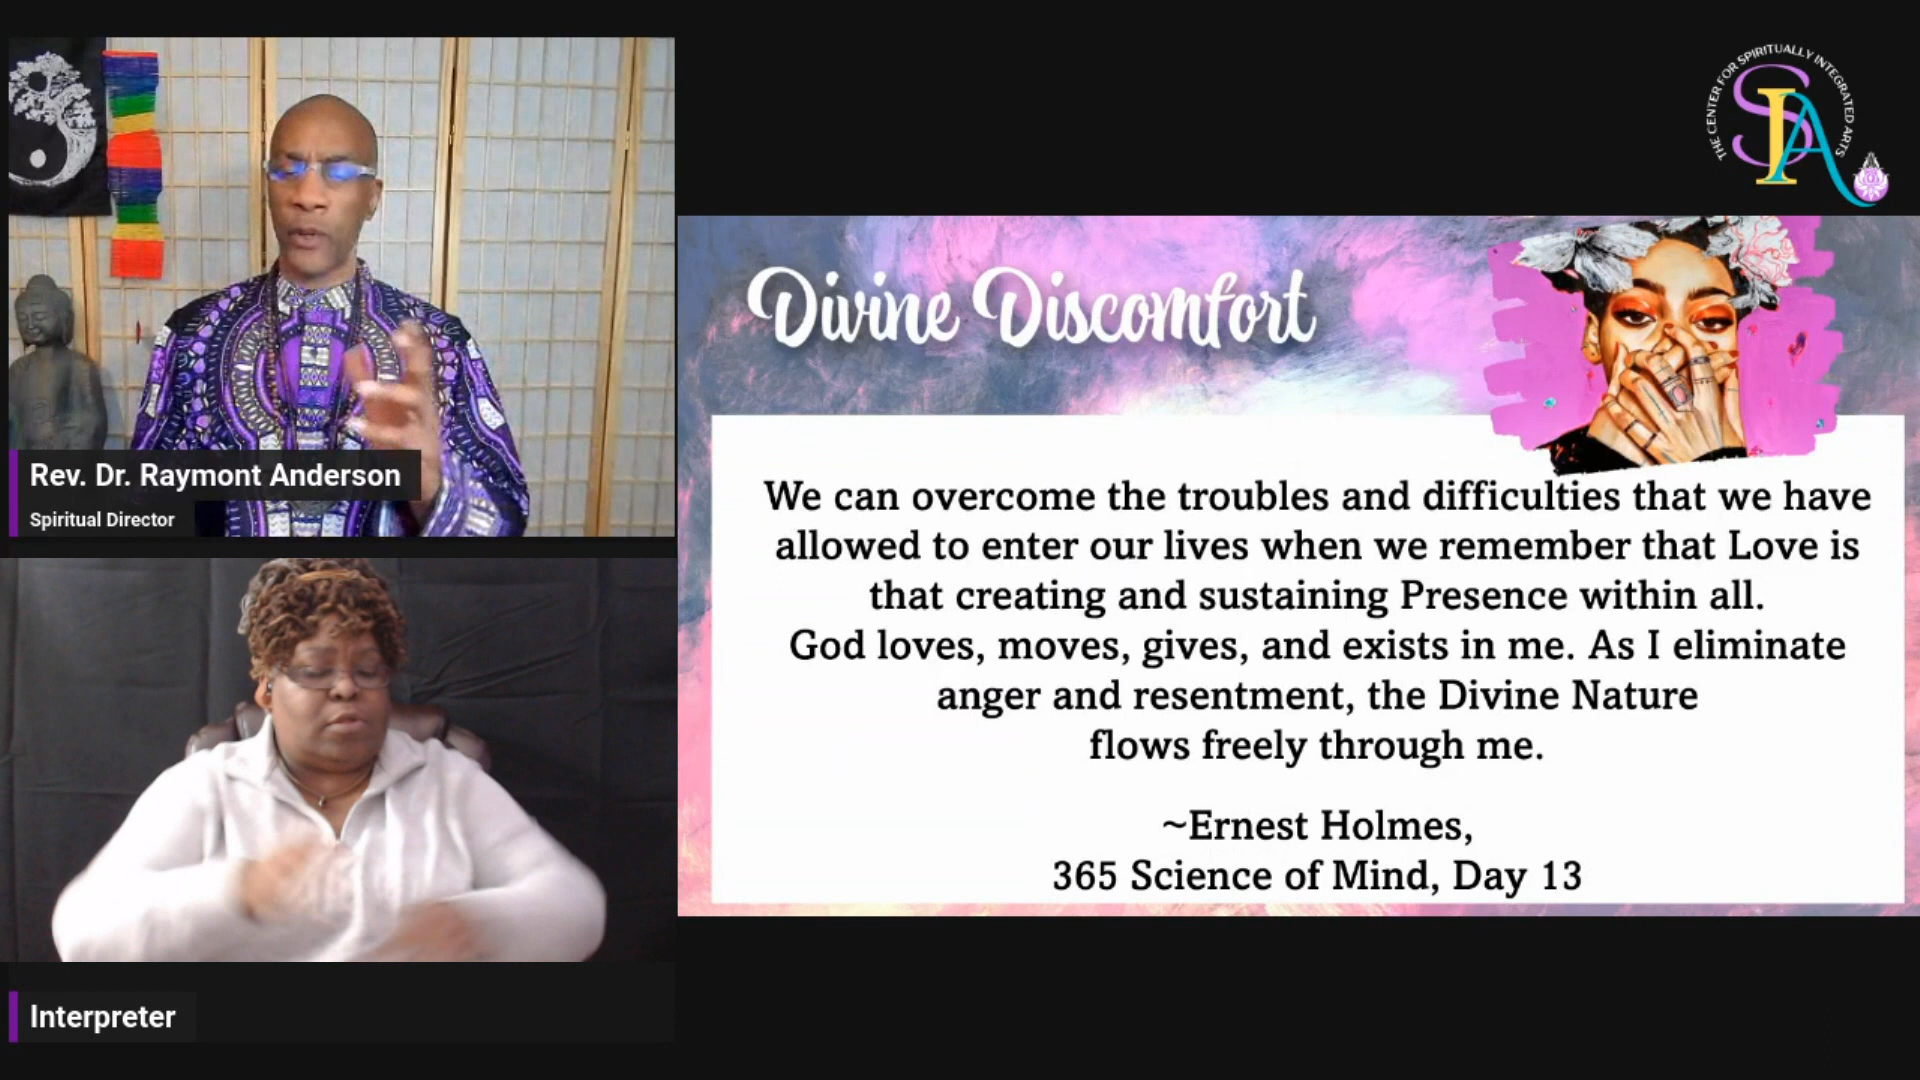 Rev. Dr. Raymont Anderson
Spiritual Director
Interpreter
THE CENTER FOR SPIRITUALLY INTEGRATED ARTS
SIA
Divine Discomfort
We can overcome the troubles and difficulties that we have
allowed to enter our lives when we remember that Love is
that creating and sustaining Presence within all.
God loves, moves, gives, and exists in me. As I eliminate
anger and resentment, the Divine Nature
flows freely through me.
~Ernest Holmes,
365 Science of Mind, Day 13